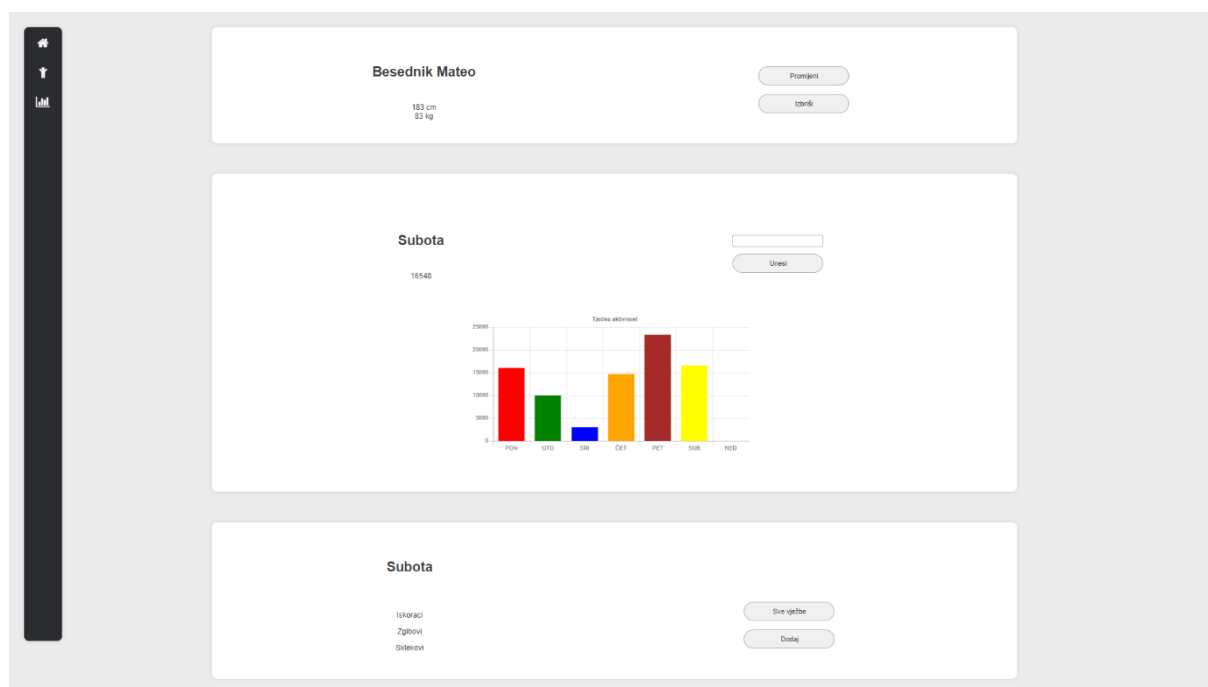 Besednik Mateo
Promijeni
183 cm
83 kg
Izbriši
Subota
Unesi
16548
Tjedna aktivnost
25000
20000
15000
10000
5000
0
PON UTO SRI ČET PET SUB NED
Subota
Iskoraci
Zgibovi
Sklekovi
Sve vježbe
Dodaj